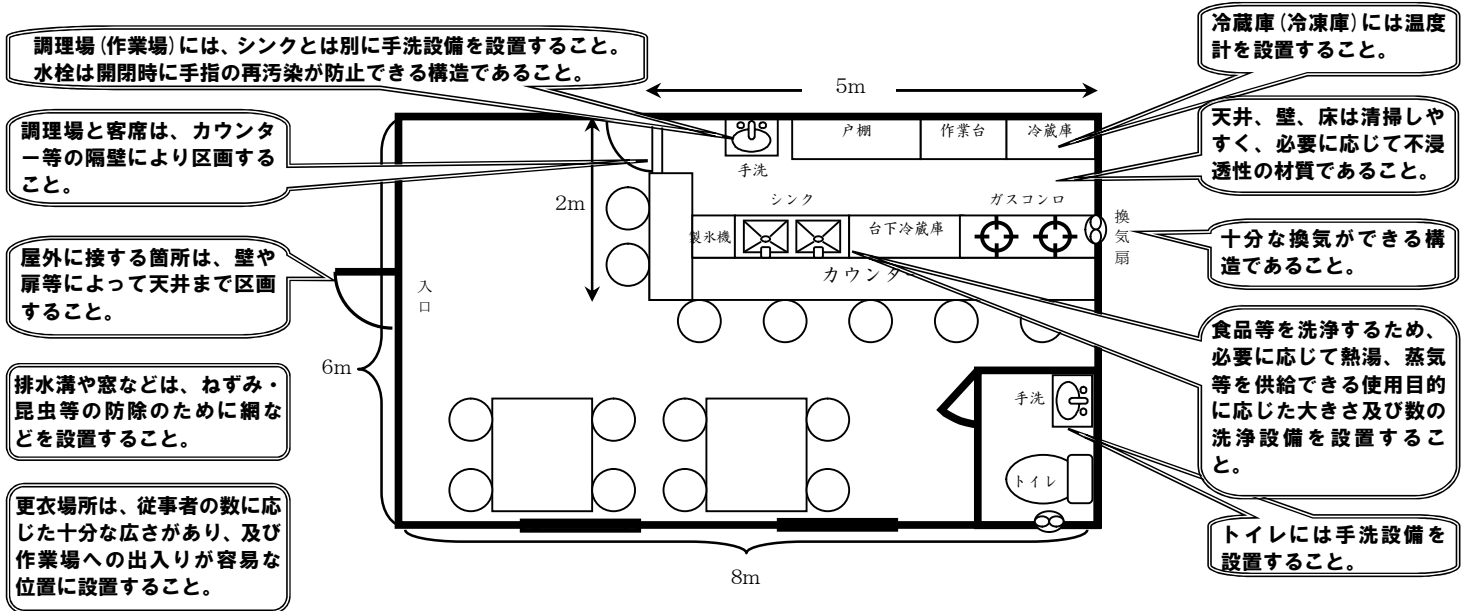 調理場(作業場)には、シンクとは別に手洗設備を設置すること。
水栓は開閉時に手指の再汚染が防止できる構造であること。
冷蔵庫(冷凍庫)には温度
計を設置すること。
5m
調理場と客席は、カウンタ
ー等の隔壁により区画する
こと。
天井、壁、床は清掃しや
すく、必要に応じて不浸
透性の材質であること。
戸棚
作業台
冷蔵庫
手洗
2m
シンク
ガスコンロ
製氷機
台下冷蔵庫
カウンター
換気扇
十分な換気ができる構
造であること。
屋外に接する箇所は、壁や
扉等によって天井まで区画
すること。
入口
6m
食品等を洗浄するため、
必要に応じて熱湯、蒸気
等を供給できる使用目的
に応じた大きさ及び数の
洗浄設備を設置するこ
と。
排水溝や窓などは、ねずみ・
昆虫等の防除のために網な
どを設置すること。
手洗
トイレ
更衣場所は、従事者の数に応
じた十分な広さがあり、及び
作業場への出入りが容易な
位置に設置すること。
トイレには手洗設備を
設置すること。
8m